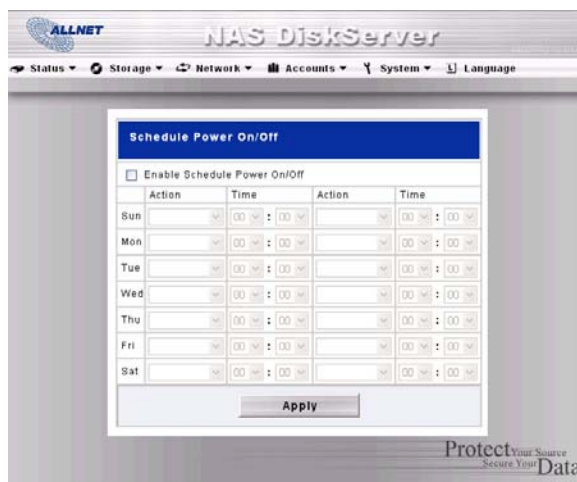 ALLNET
NAS DiskServer
Status Storage Network Accounts System Language
Schedule Power On/Off
Enable Schedule Power On/Off
Action Time Action Time
Sun 00 : 00 00 : 00
Mon 00 : 00 00 : 00
Tue 00 : 00 00 : 00
Wed 00 : 00 00 : 00
Thu 00 : 00 00 : 00
Fri 00 : 00 00 : 00
Sat 00 : 00 00 : 00
Apply
Protect Your Source
Secure Your Data